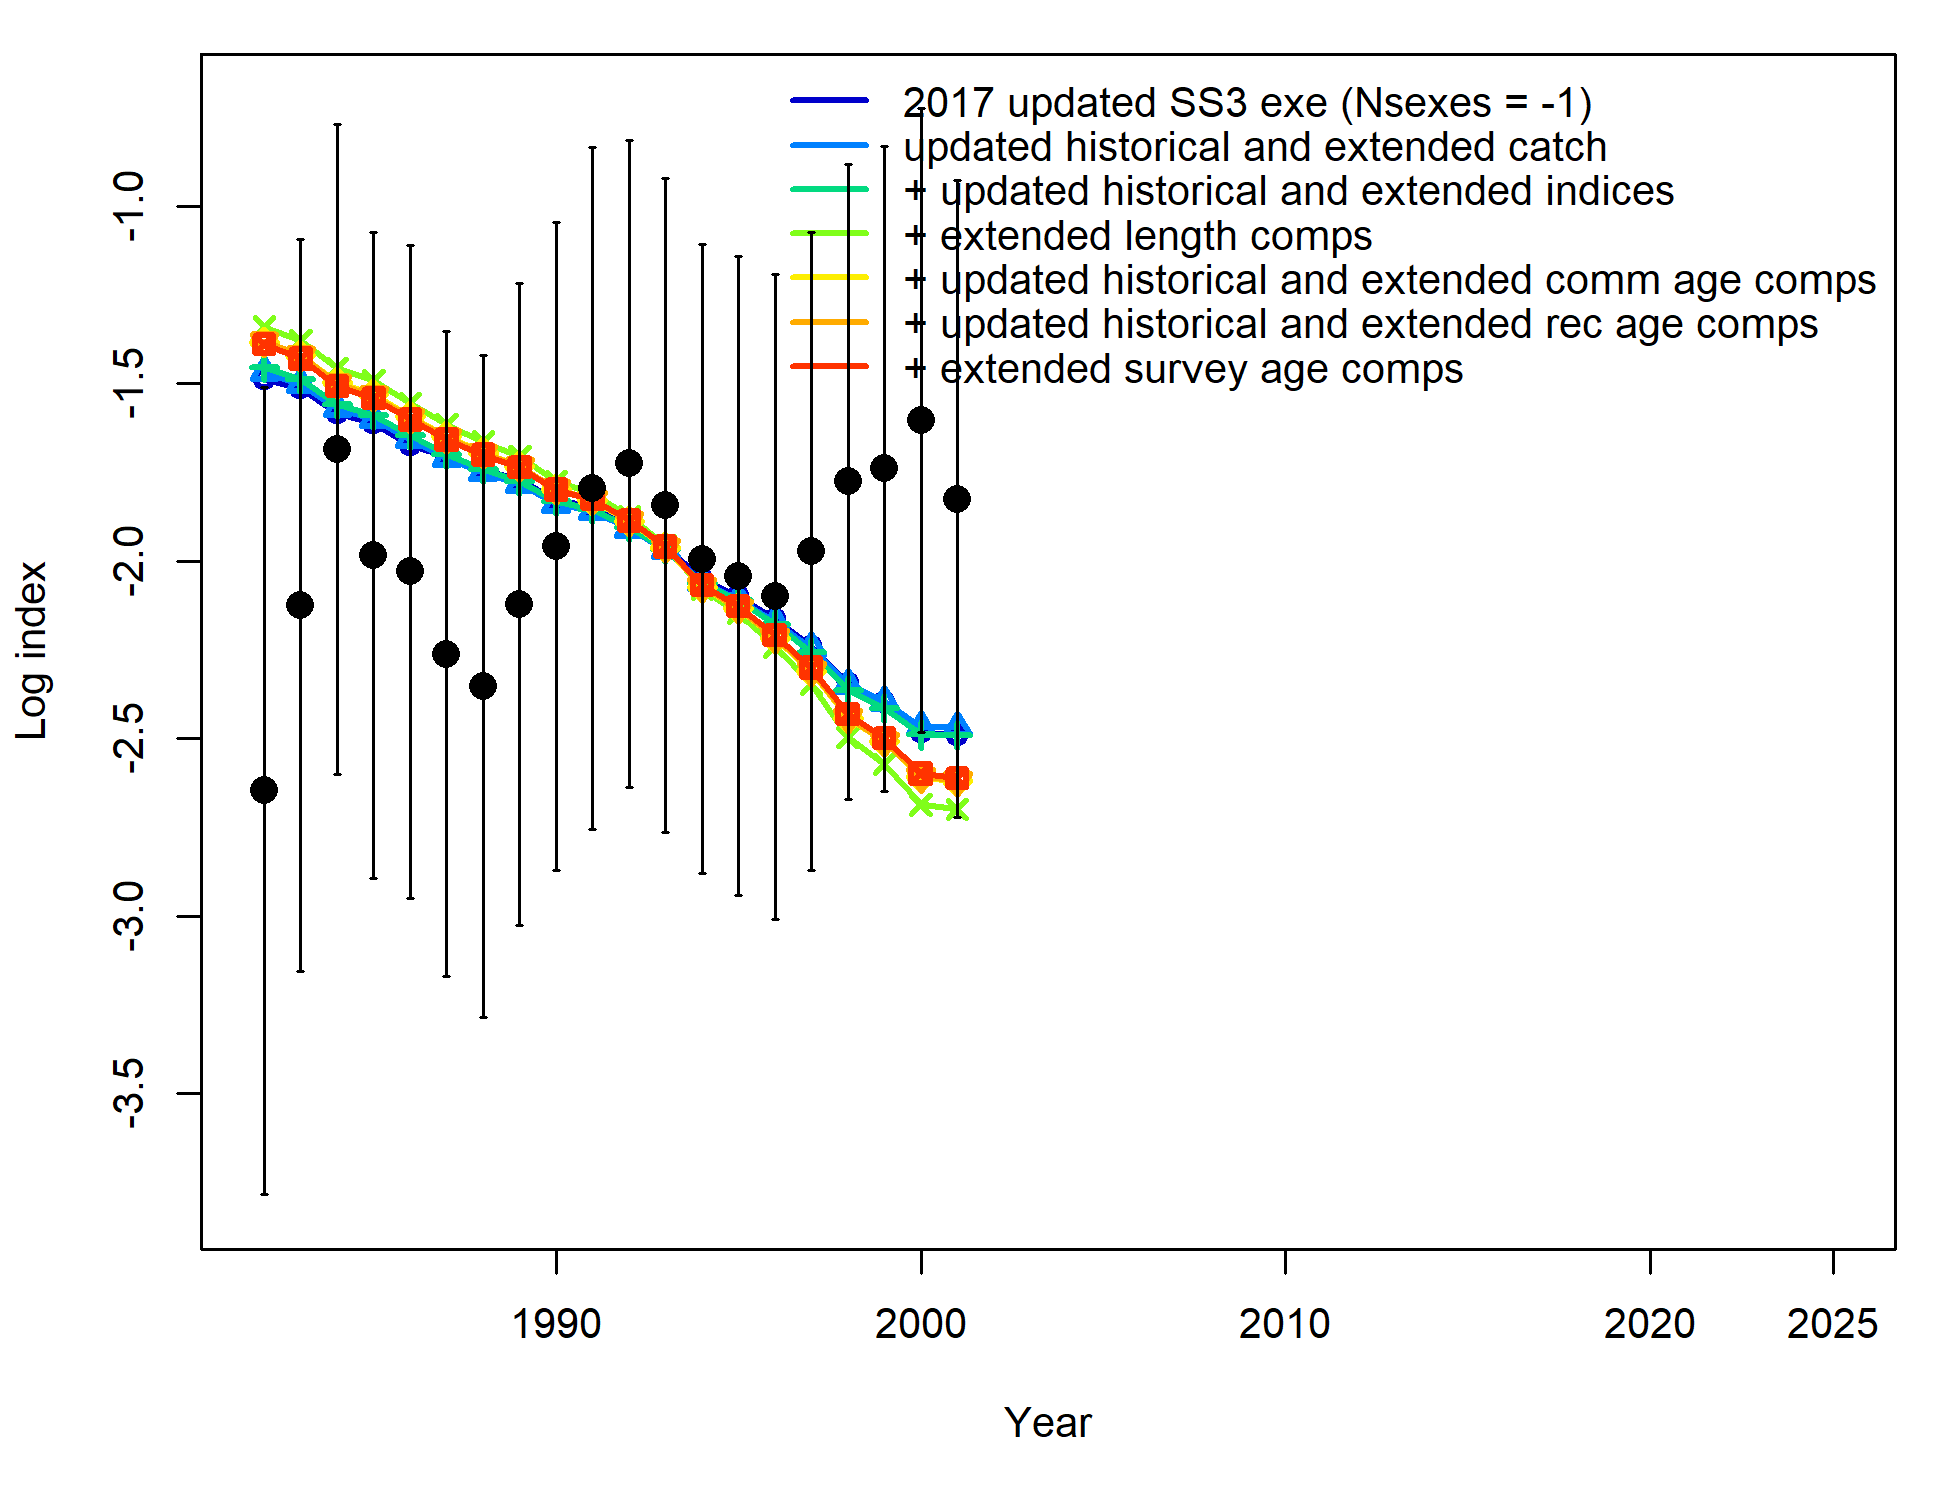 2017 updated SS3 exe (Nsexes = -1)
updated historical and extended catch
+ updated historical and extended indices
+ extended length comps
+ updated historical and extended comm age comps
+ updated historical and extended rec age comps
+ extended survey age comps
Log index
-1.0
-1.5
-2.0
-2.5
-3.0
-3.5
1990
2000
2010
2020
2025
Year